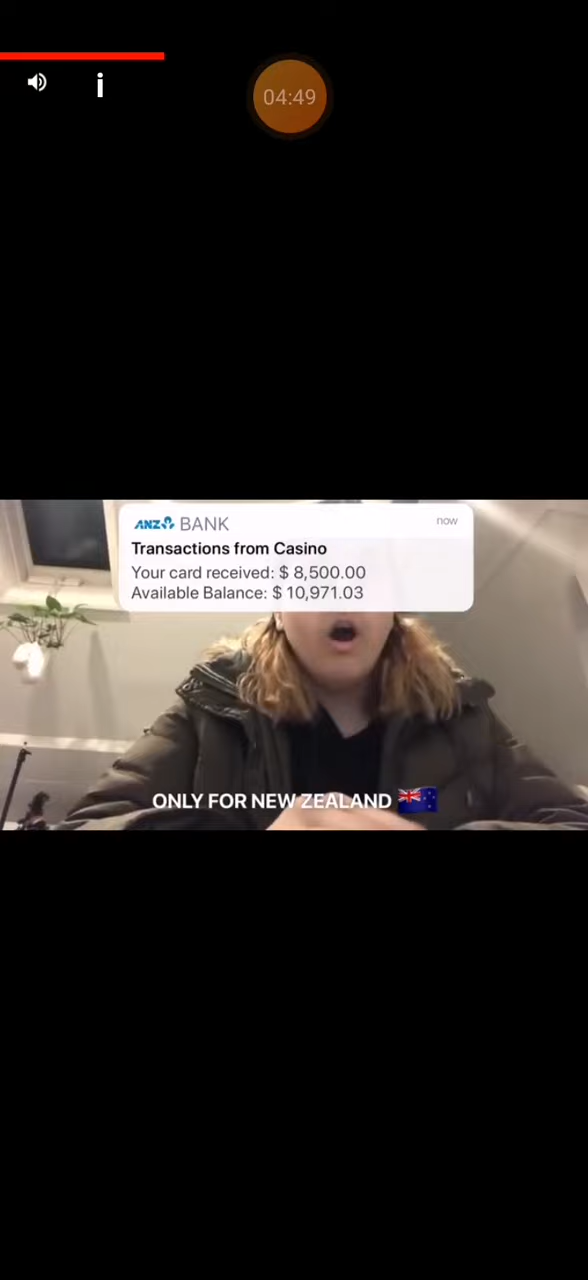 04:49
i
ANZ BANK
now
Transactions from Casino
Your card received: $ 8,500.00
Available Balance: $ 10,971.03
ONLY FOR NEW ZEALAND